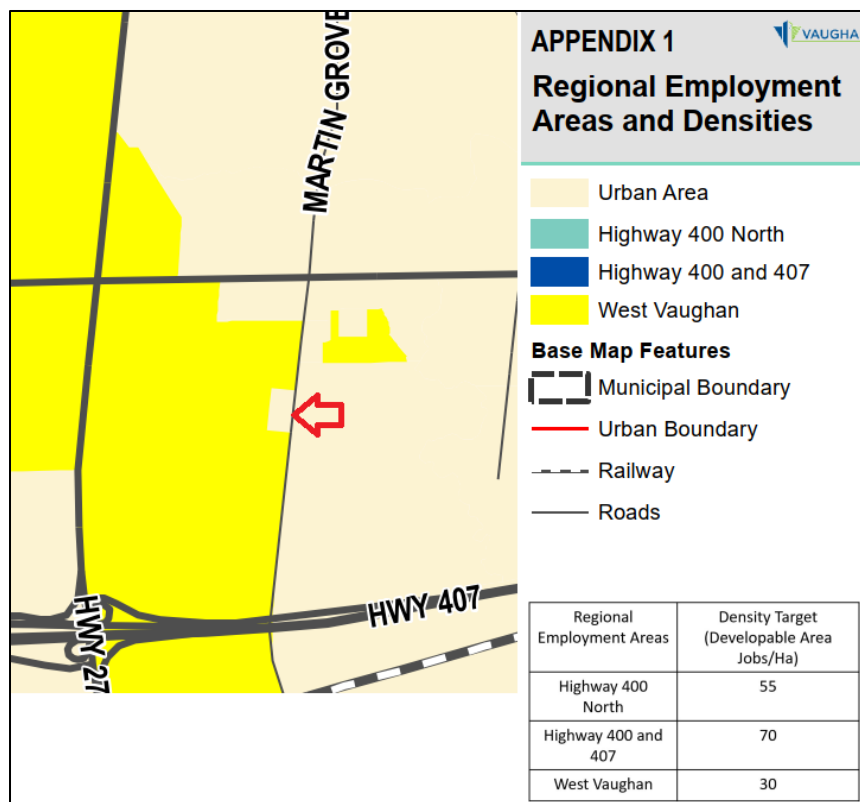 MARTIN GROVE
HWY 407
HWY 27
APPENDIX 1
VAUGHA
Regional Employment
Areas and Densities
Urban Area
Highway 400 North
Highway 400 and 407
West Vaughan
Base Map Features
Municipal Boundary
Urban Boundary
Railway
Roads
Regional
Employment Areas
Density Target
(Developable Area
Jobs/Ha)
Highway 400
North
55
Highway 400 and
407
70
West Vaughan
30